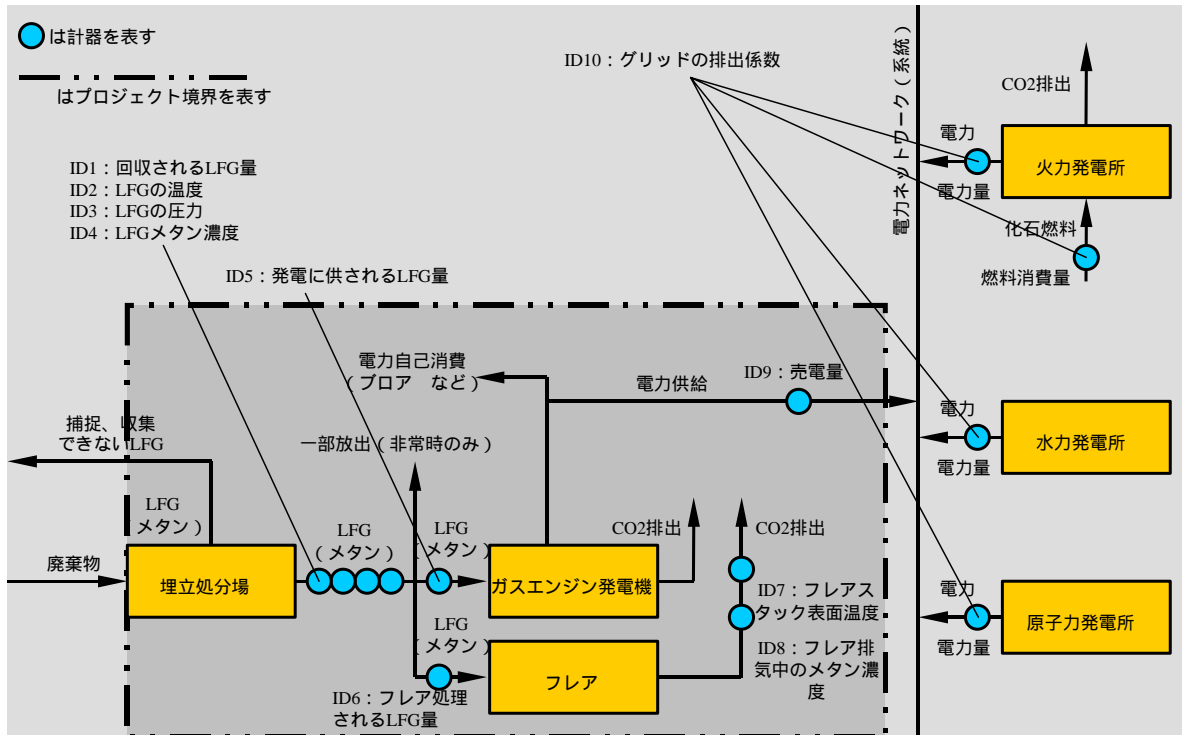 は計器を表す
はプロジェクト境界を表す
ID10：グリッドの排出係数
電力ネットワーク（系統）
CO2排出
電力
電力量
火力発電所
化石燃料
燃料消費量
ID1：回収されるLFG量
ID2：LFGの温度
ID3：LFGの圧力
ID4：LFGメタン濃度
ID5：発電に供されるLFG量
電力自己消費
（ブロア　など）
電力供給
ID9：売電量
電力
電力量
水力発電所
捕捉、収集
できないLFG
一部放出（非常時のみ）
LFG
メタン）
LFG
（メタン）
LFG
（メタン）
CO2排出
CO2排出
廃棄物
埋立処分場
ガスエンジン発電機
ID7：フレアス
タック表面温度
電力
電力量
原子力発電所
LFG
（メタン）
フレア
ID8：フレア排
気中のメタン濃
度
ID6：フレア処理
されるLFG量